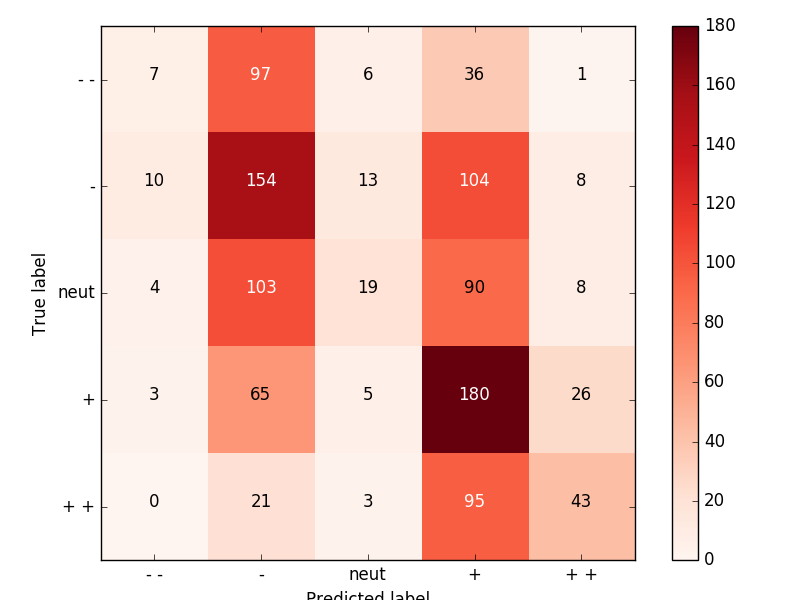 - - 7 97 6 36 1
- 10 154 13 104 8
neut 4 103 19 90 8
+ 3 65 5 180 26
+ + 0 21 3 95 43
- - - neut + + +
True label
Predicted label
180
160
140
120
100
80
60
40
20
0